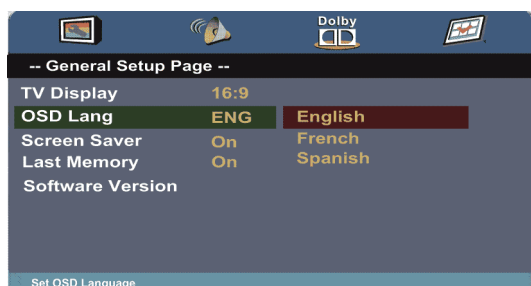 Dolby
-- General Setup Page --
TV Display 16:9
OSD Lang ENG English
Screen Saver On French
Last Memory On Spanish
Software Version
Set OSD Language